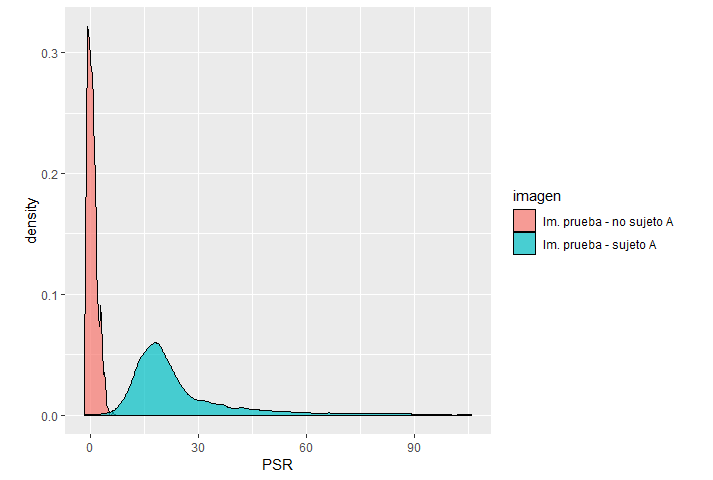 0.3
0.2
0.1
0.0
density
0
30
60
90
PSR
imagen
Im. prueba - no sujeto A
Im. prueba - sujeto A